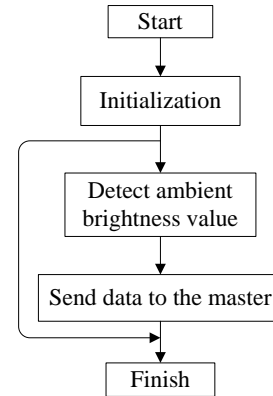 Start
Initialization
Detect ambient
brightness value
Send data to the master
Finish